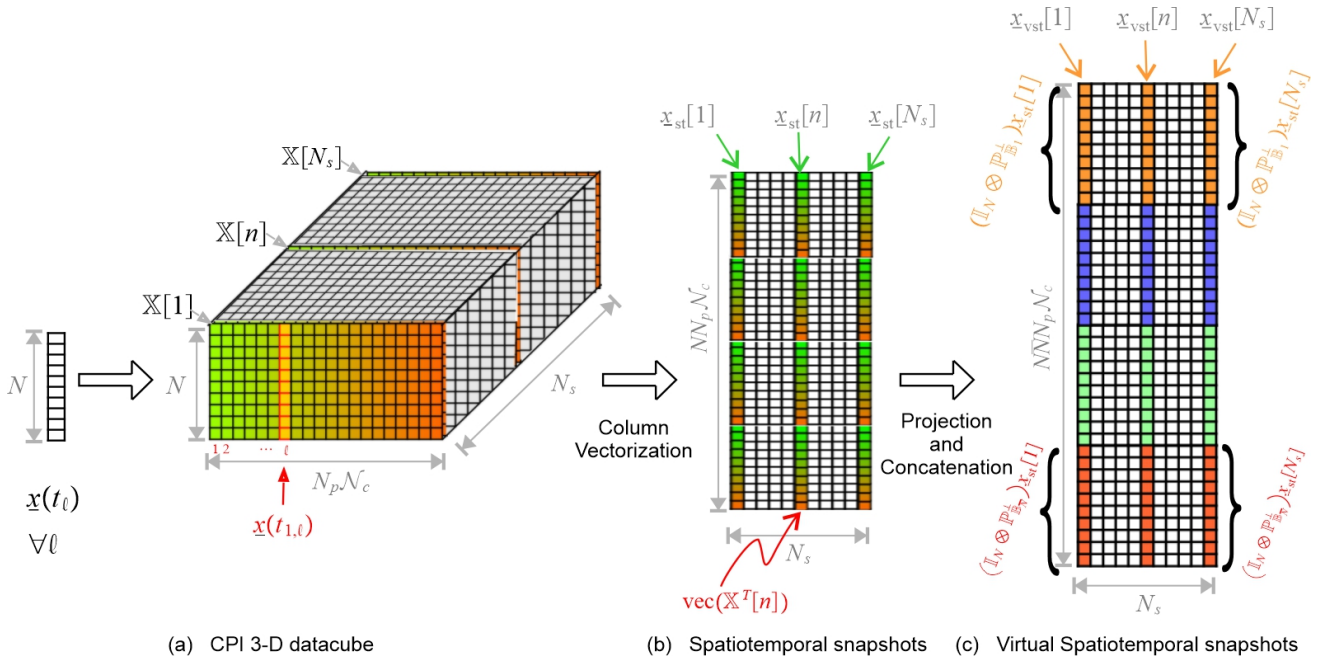 x(t_ℓ)
∀ℓ
N
𝕏[N_s]
𝕏[n]
𝕏[1]
N
1 2 ⋯ ℓ
N_p𝒩_c
x(t_{1,ℓ})
N_s
Column
Vectorization
x_st[1]
x_st[n]
x_st[N_s]
NN_p𝒩_c
N_s
vec(𝕏^T[n])
Projection
and
Concatenation
x_vst[1]
x_vst[n]
x_vst[N_s]
(𝕀_N ⊗ ℙ^⊥_{𝔹_1})x_st[1]
(𝕀_N ⊗ ℙ^⊥_{𝔹_1})x_st[N_s]
NN̄N_p𝒩_c
(𝕀_N ⊗ ℙ^⊥_{𝔹_N̄})x_st[1]
(𝕀_N ⊗ ℙ^⊥_{𝔹_N̄})x_st[N_s]
N_s
(a) CPI 3-D datacube
(b) Spatiotemporal snapshots
(c) Virtual Spatiotemporal snapshots